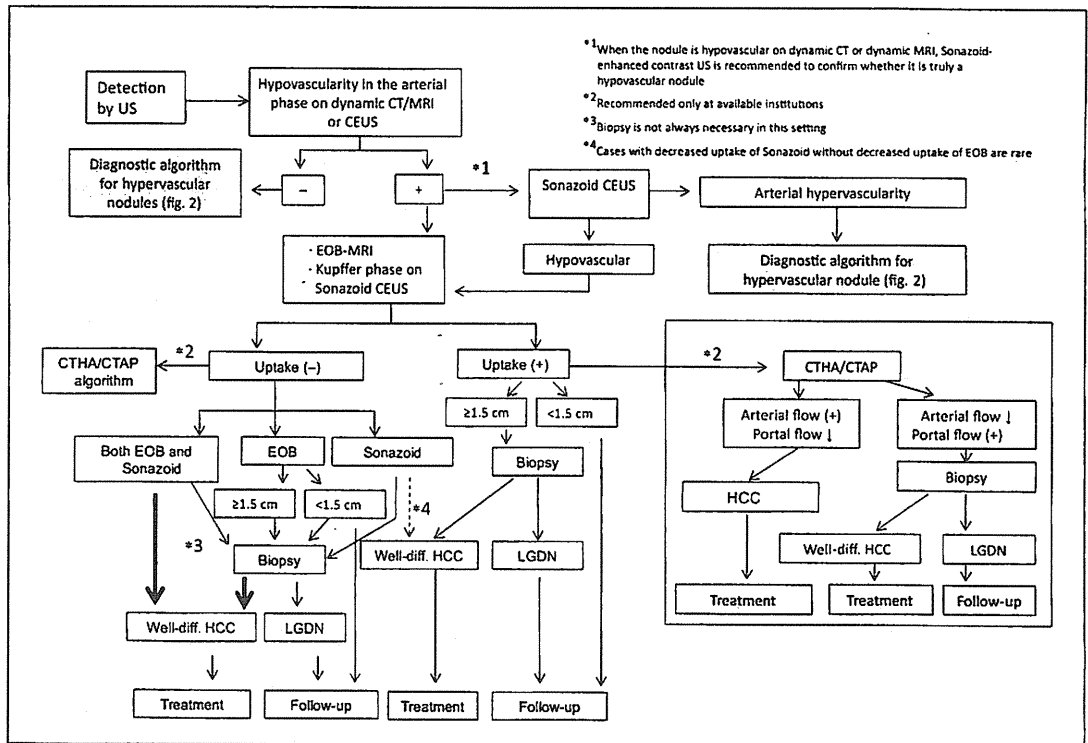 *1When the nodule is hypovascular on dynamic CT or dynamic MRI, Sonazoid-
enhanced contrast US is recommended to confirm whether it is truly a
hypovascular nodule
*2Recommended only at available institutions
*3Biopsy is not always necessary in this setting
*4Cases with decreased uptake of Sonazoid without decreased uptake of EOB are rare
Detection
by US
Hypovascularity in the arterial
phase on dynamic CT/MRI
or CEUS
Diagnostic algorithm
for hypervascular
nodules (fig. 2)
–
+
*1
Sonazoid CEUS
Arterial hypervascularity
· EOB-MRI
· Kupffer phase on
Sonazoid CEUS
Hypovascular
Diagnostic algorithm for
hypervascular nodule (fig. 2)
CTHA/CTAP
algorithm
*2
Uptake (–)
Uptake (+)
*2
CTHA/CTAP
≥1.5 cm
<1.5 cm
Arterial flow (+)
Portal flow ↓
Arterial flow ↓
Portal flow (+)
Both EOB and
Sonazoid
EOB
Sonazoid
Biopsy
Biopsy
≥1.5 cm
<1.5 cm
HCC
*4
*3
Biopsy
Well-diff. HCC
LGDN
Well-diff. HCC
LGDN
Treatment
Treatment
Follow-up
Well-diff. HCC
LGDN
Treatment
Follow-up
Treatment
Follow-up